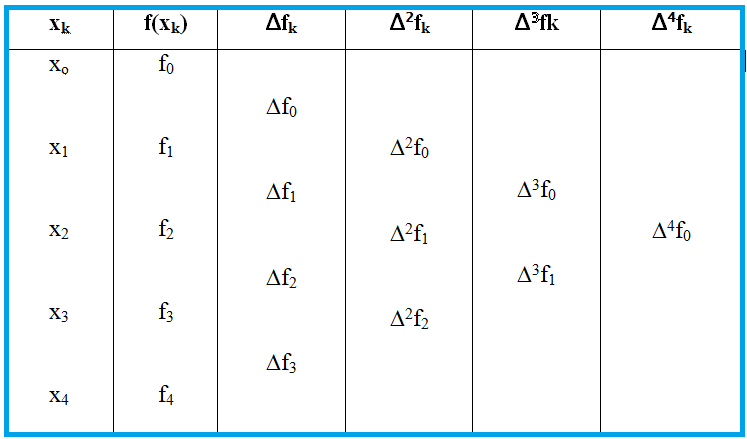 xₖ f(xₖ) Δfₖ Δ²fₖ Δ³fk Δ⁴fₖ
xₒ f₀
Δf₀
x₁ f₁ Δ²f₀
Δf₁ Δ³f₀
x₂ f₂ Δ²f₁ Δ⁴f₀
Δf₂ Δ³f₁
x₃ f₃ Δ²f₂
Δf₃
x₄ f₄